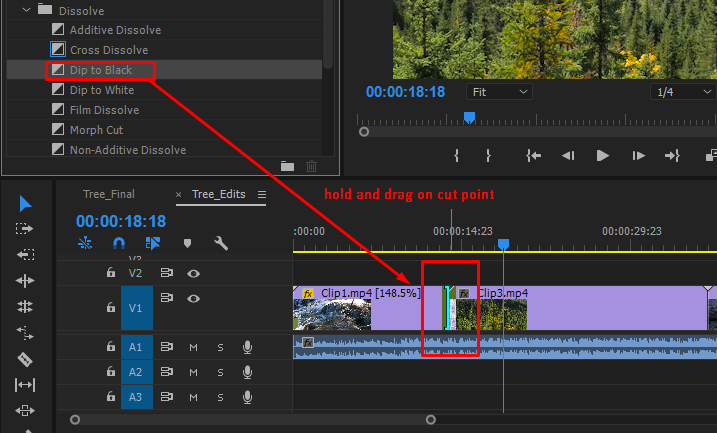 Dissolve
Additive Dissolve
Cross Dissolve
Dip to Black
Dip to White
Film Dissolve
Morph Cut
Non-Additive Dissolve
00:00:18:18
Fit
1/4
Tree_Final
× Tree_Edits
hold and drag on cut point
00:00:18:18
:00:00
00:00:14:23
00:00:29:23
V3
V2
V1
fx Clip1.mp4 [148.5%]
fx Clip3.mp4
A1 M S
fx
A2 M S
A3 M S